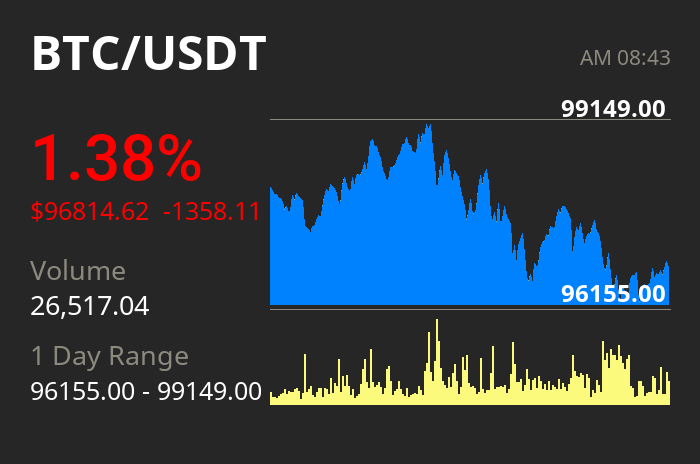 BTC/USDT
AM 08:43
99149.00
1.38%
$96814.62 -1358.11
Volume
26,517.04
96155.00
1 Day Range
96155.00 - 99149.00